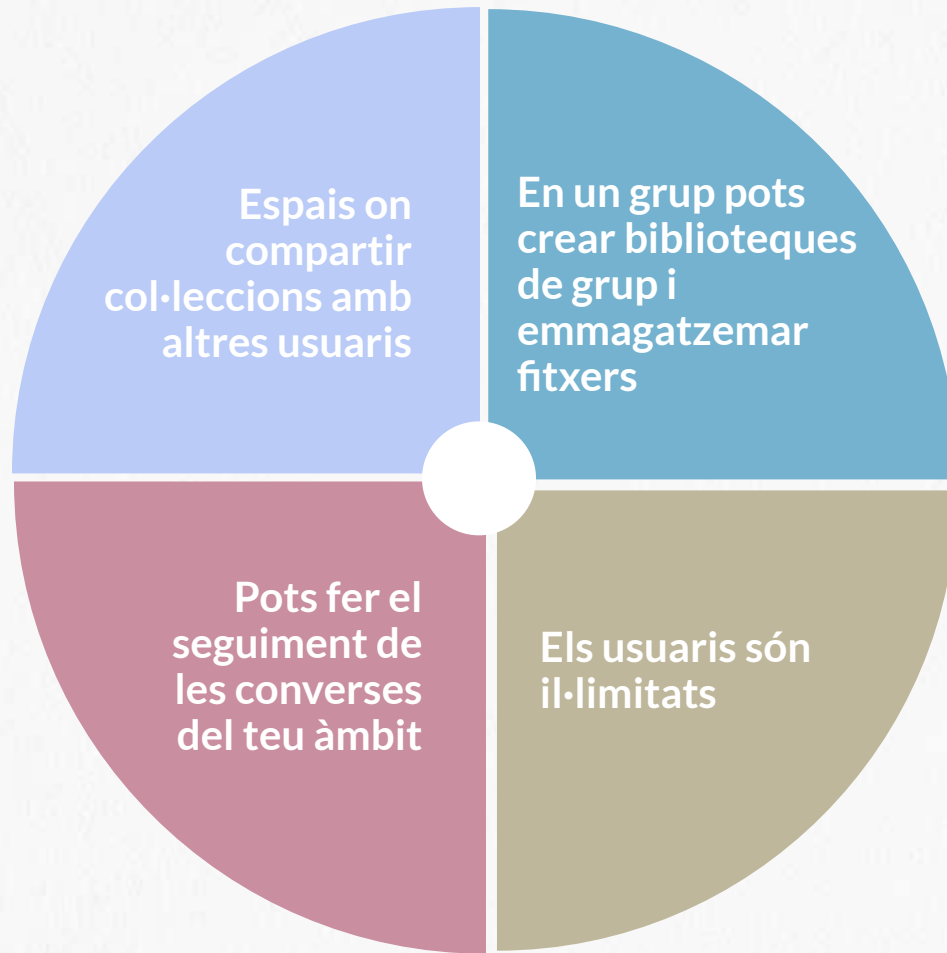 Espais on
compartir
col·leccions amb
altres usuaris
En un grup pots
crear biblioteques
de grup i
emmagatzemar
fitxers
Pots fer el
seguiment de
les converses
del teu àmbit
Els usuaris són
il·limitats